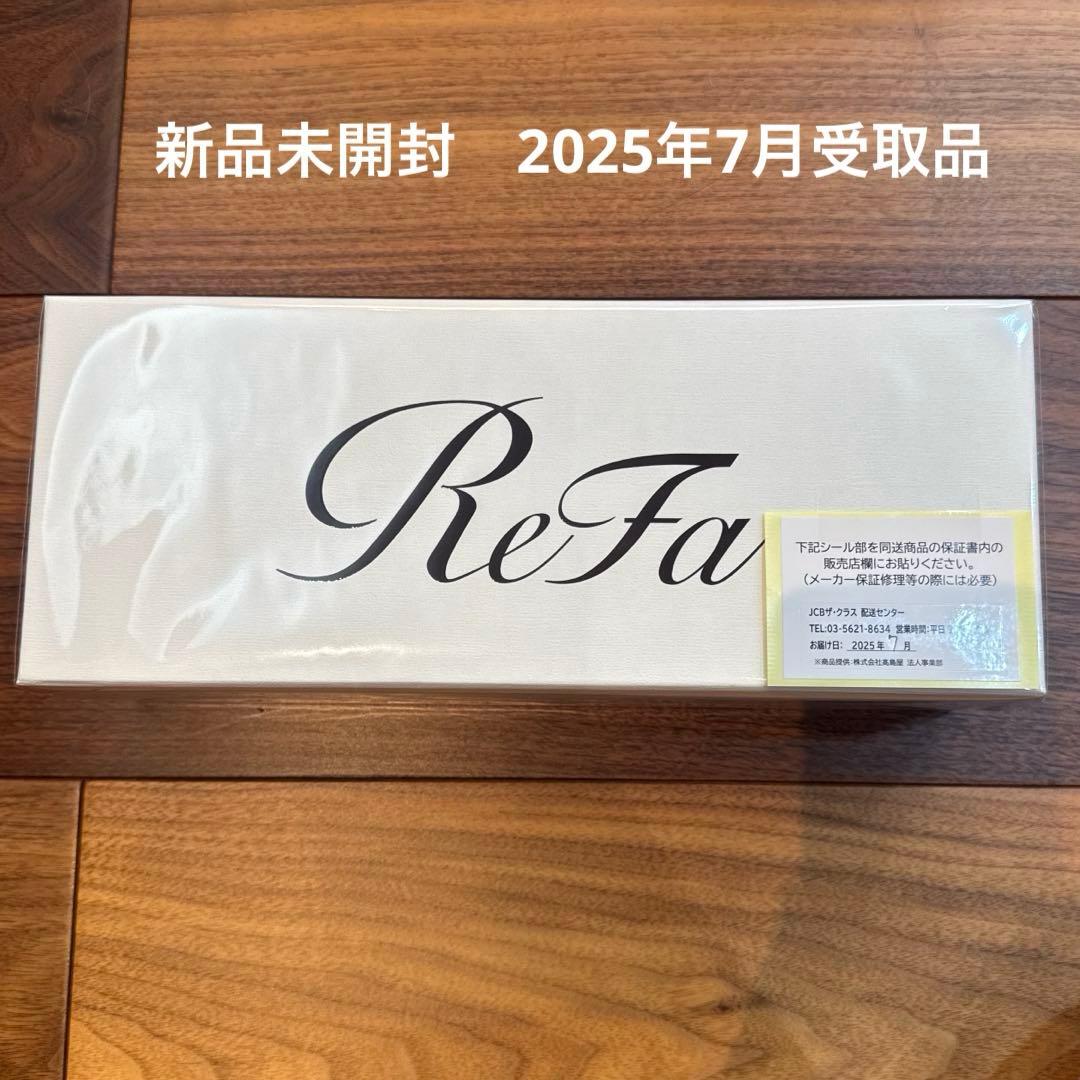 新品未開封　2025年7月受取品
ReFa
下記シール部を同送商品の保証書内の
販売店欄にお貼りください。
（メーカー保証修理等の際には必要）
JCBザ・クラス 配送センター
TEL:03-5621-8634 営業時間:平日
お届け日: 2025年 7 月
※商品提供:株式会社髙島屋 法人事業部